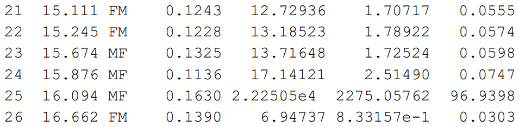 21 15.111 FM 0.1243 12.72936 1.70717 0.0555
22 15.245 FM 0.1228 13.18523 1.78922 0.0574
23 15.674 MF 0.1325 13.71648 1.72524 0.0598
24 15.876 MF 0.1136 17.14121 2.51490 0.0747
25 16.094 MF 0.1630 2.22505e4 2275.05762 96.9398
26 16.662 FM 0.1390 6.94737 8.33157e-1 0.0303